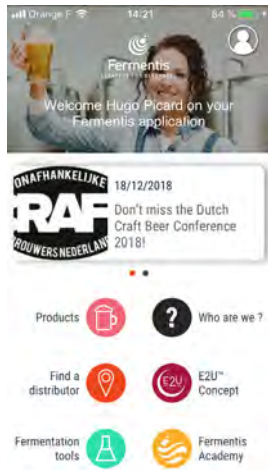 Orange F 14:21 84 %
Fermentis
Welcome Hugo Picard on your
Fermentis application
ONAFHANKELIJKE
RAF
BROUWERS NEDERLAN
18/12/2018
Don't miss the Dutch
Craft Beer Conference
2018!
Products
? Who are we ?
Find a
distributor
E2U
E2U™
Concept
Fermentation
tools
Fermentis
Academy